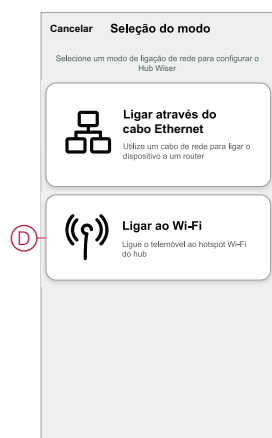 Cancelar Seleção do modo
Selecione um modo de ligação de rede para configurar o
Hub Wiser
Ligar através do
cabo Ethernet
Utilize um cabo de rede para ligar o
dispositivo a um router
D
Ligar ao Wi-Fi
Ligue o telemóvel ao hotspot Wi-Fi
do hub